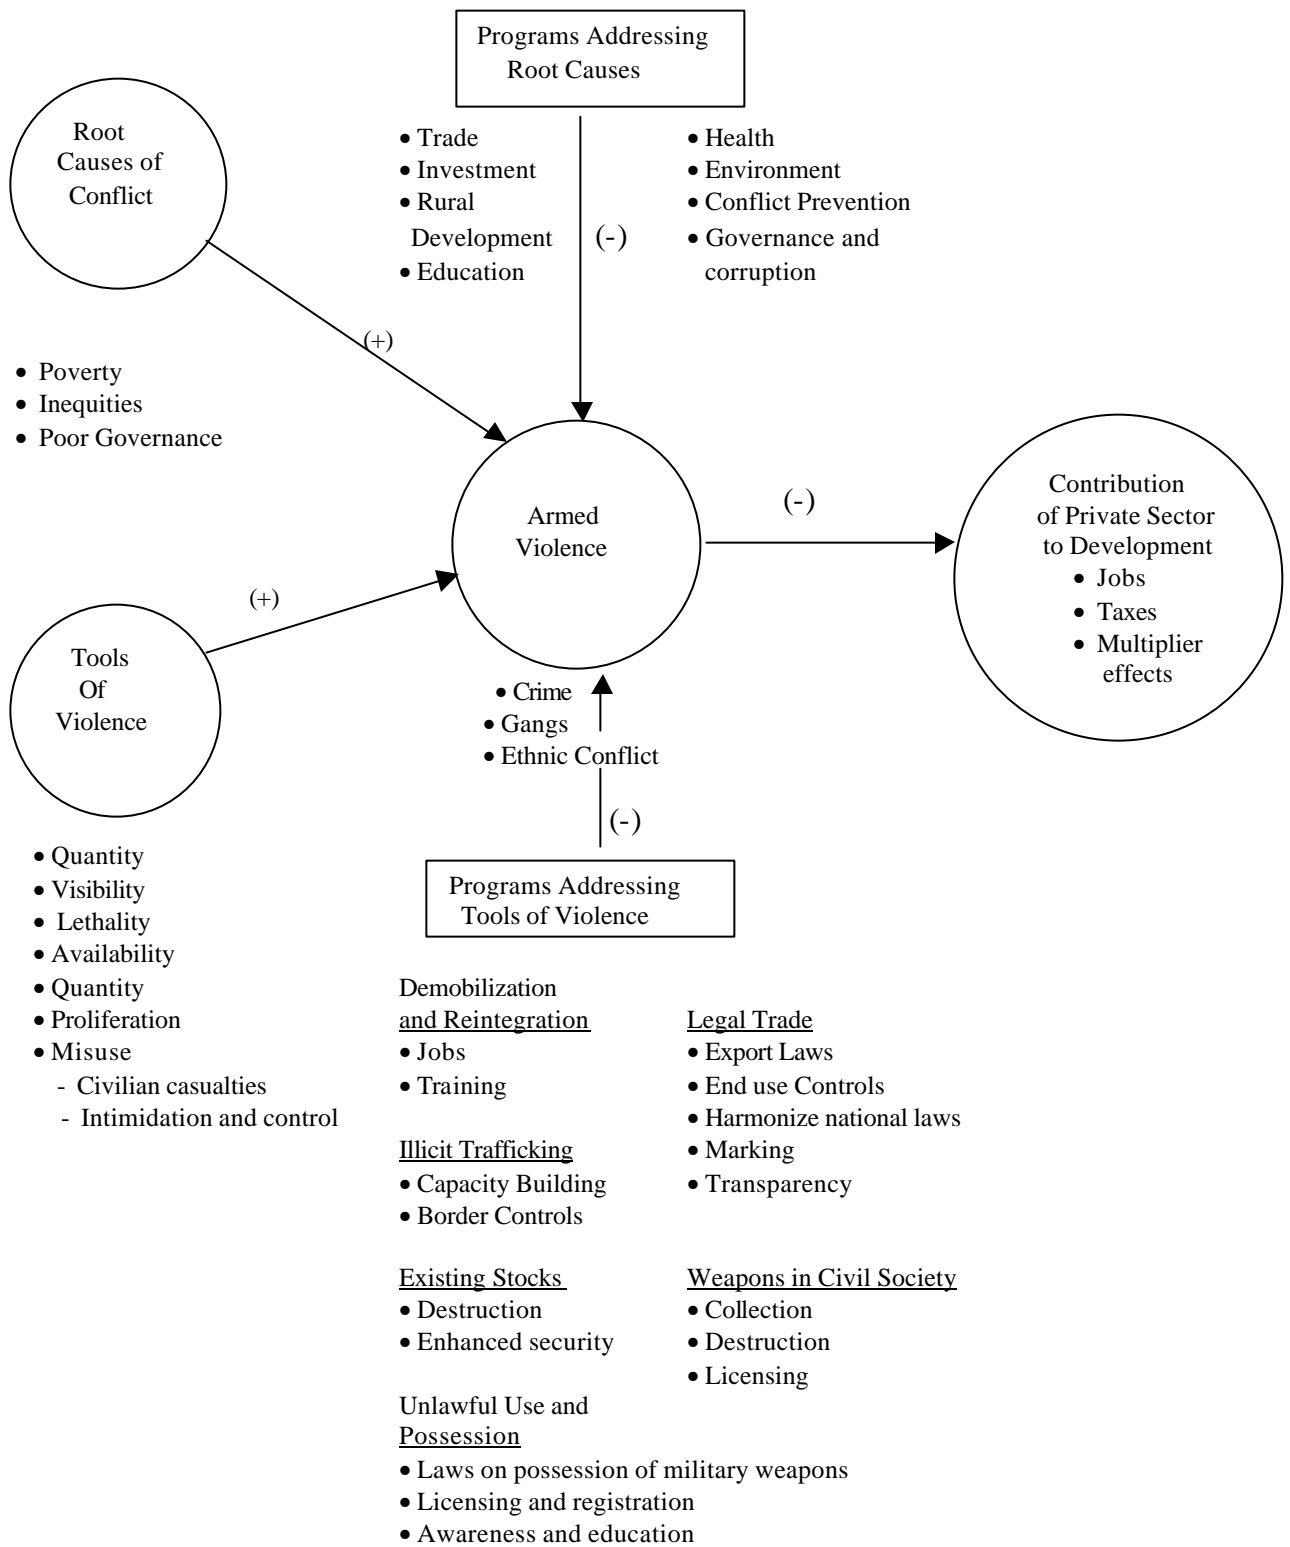 Programs Addressing
Root Causes
Root
Causes of
Conflict
• Trade
• Investment
• Rural
Development
• Education
(-)
• Health
• Environment
• Conflict Prevention
• Governance and
corruption
(+)
• Poverty
• Inequities
• Poor Governance
Armed
Violence
(-)
Contribution
of Private Sector
to Development
• Jobs
• Taxes
• Multiplier
effects
(+)
Tools
Of
Violence
• Crime
• Gangs
• Ethnic Conflict
(-)
Programs Addressing
Tools of Violence
• Quantity
• Visibility
• Lethality
• Availability
• Quantity
• Proliferation
• Misuse
- Civilian casualties
- Intimidation and control
Demobilization
and Reintegration
• Jobs
• Training
Legal Trade
• Export Laws
• End use Controls
• Harmonize national laws
• Marking
• Transparency
Illicit Trafficking
• Capacity Building
• Border Controls
Existing Stocks
• Destruction
• Enhanced security
Weapons in Civil Society
• Collection
• Destruction
• Licensing
Unlawful Use and
Possession
• Laws on possession of military weapons
• Licensing and registration
• Awareness and education